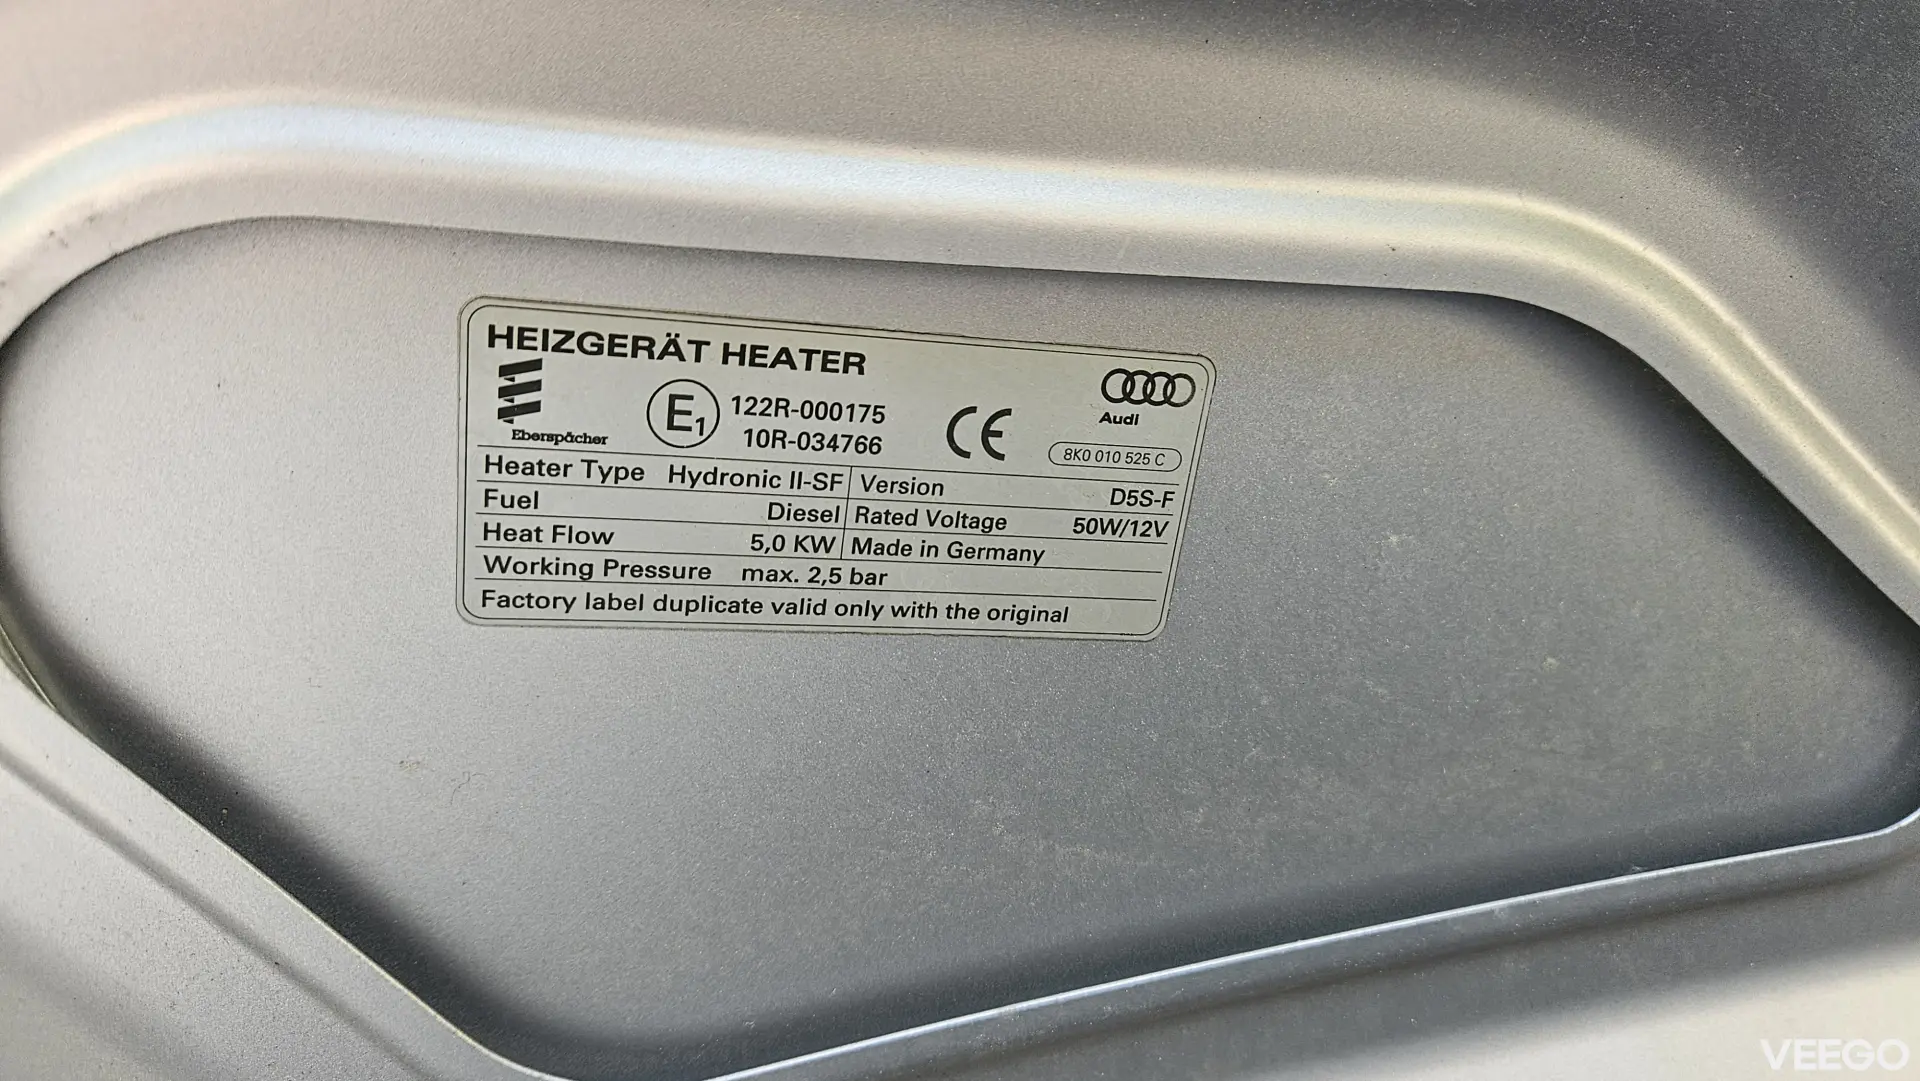 HEIZGERÄT HEATER
Eberspächer
E1
122R-000175
10R-034766
CE
Audi
8K0 010 525 C
Heater Type Hydronic II-SF Version D5S-F
Fuel Diesel Rated Voltage 50W/12V
Heat Flow 5,0 KW Made in Germany
Working Pressure max. 2,5 bar
Factory label duplicate valid only with the original
VEEGO